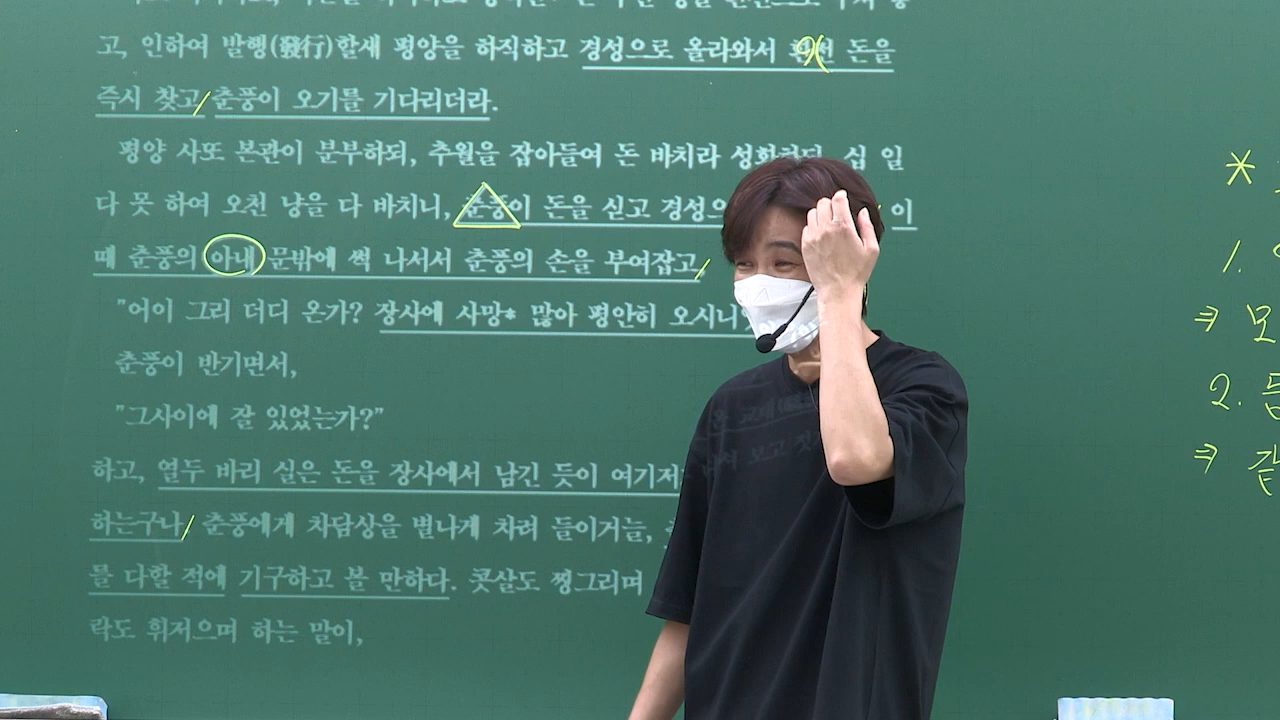 고, 인하여 발행(發行)할새 평양을 하직하고 경성으로 올라와서 돈을
즉시 찾고 춘풍이 오기를 기다리더라.
평양 사또 본관이 분부하되, 추월을 잡아들여 돈 바치라 십 일
다 못 하여 오천 냥을 다 바치니, 춘풍이 돈을 싣고 이
때 춘풍의 아내 문밖에 썩 나서서 춘풍의 손을 부여잡고,
"어이 그리 더디 온가? 장사에 사망* 많아 평안히 오시니
춘풍이 반기면서,
"그사이에 잘 있었는가?"
하고, 열두 바리 실은 돈을 장사에서 남긴 듯이
하는구나. 춘풍에게 차담상을 별나게 차려 들이거늘,
를 다할 적에 기구하고 볼 만하다. 콧살도 찡그리며
락도 휘저으며 하는 말이,
*
1.
⇒ 모
2.
⇒ 같